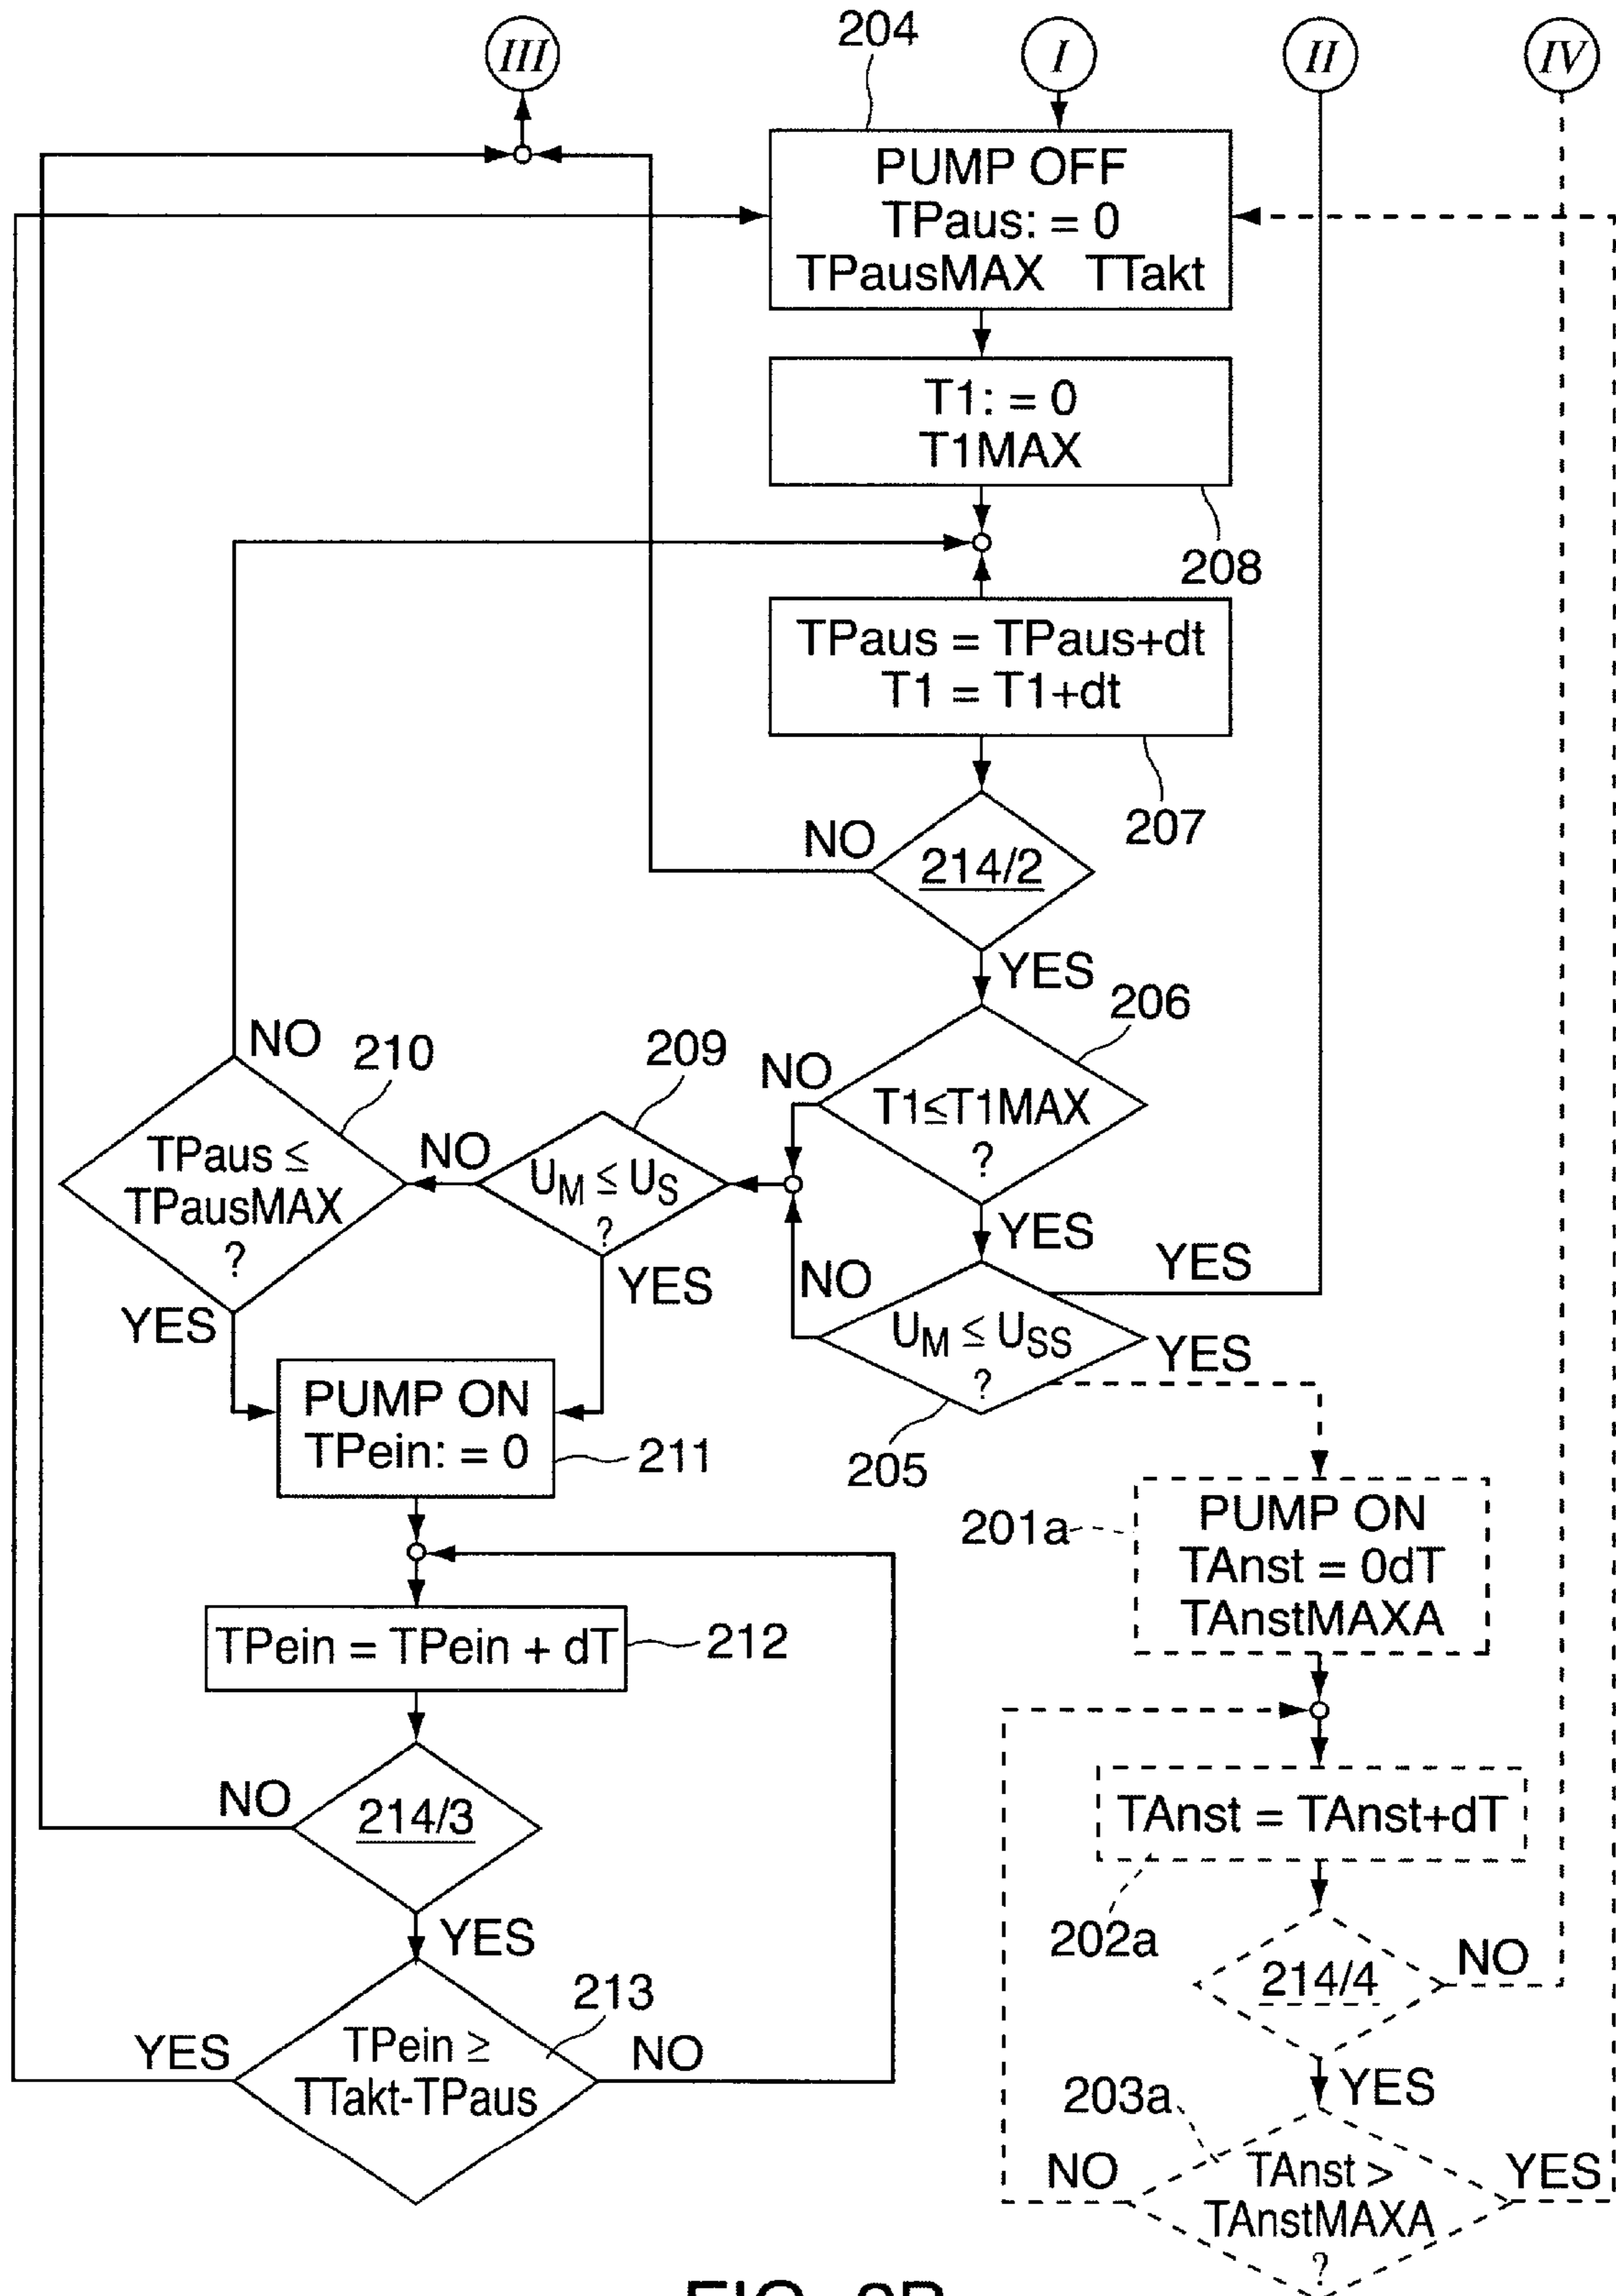 III
204
I
II
IV
PUMP OFF
TPaus: = 0
TPausMAX TTakt
T1: = 0
T1MAX
208
TPaus = TPaus+dt
T1 = T1+dt
207
NO
214/2
YES
206
NO
T1≤T1MAX
?
YES
209
NO
UM ≤ US
?
YES
210
NO
TPaus ≤
TPausMAX
?
YES
NO
UM ≤ USS
?
YES
YES
205
PUMP ON
TPein: = 0
211
201a
PUMP ON
TAnst = 0dT
TAnstMAXA
TPein = TPein + dT
212
TAnst = TAnst+dT
202a
NO
214/3
YES
214/4
NO
YES
213
YES
TPein ≥
TTakt-TPaus
NO
203a
NO
TAnst >
TAnstMAXA
?
YES